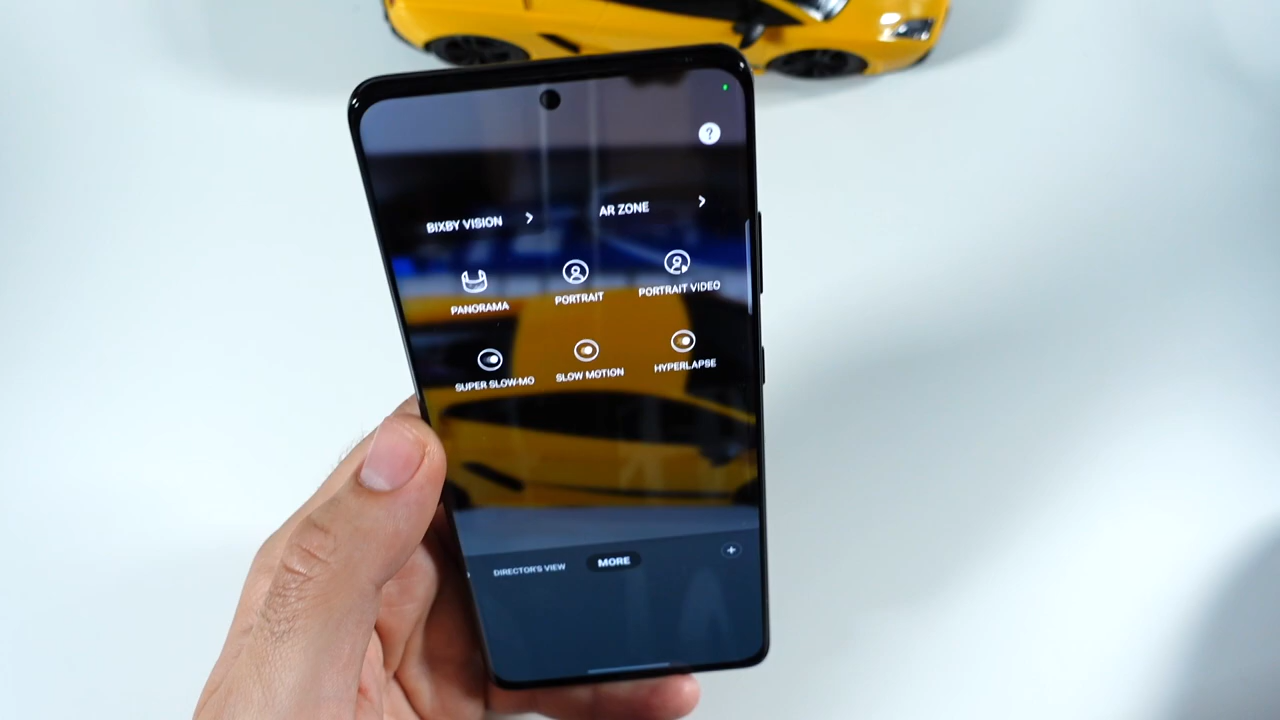 ?
BIXBY VISION > AR ZONE >
PANORAMA PORTRAIT PORTRAIT VIDEO
SUPER SLOW-MO SLOW MOTION HYPERLAPSE
DIRECTOR'S VIEW MORE +